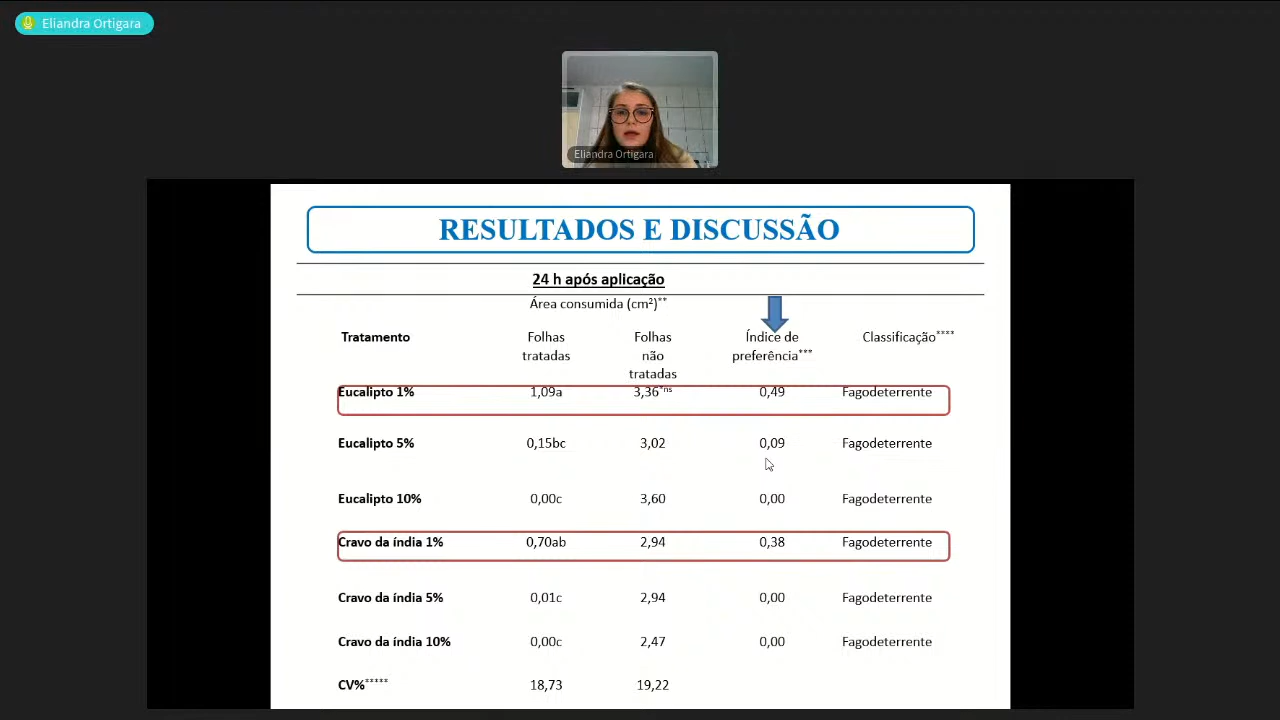 Eliandra Ortigara
Eliandra Ortigara
RESULTADOS E DISCUSSÃO
24 h após aplicação
Área consumida (cm²)**
Tratamento Folhas tratadas Folhas não tratadas Índice de preferência*** Classificação****
Eucalipto 1% 1,09a 3,36*ns 0,49 Fagodeterrente
Eucalipto 5% 0,15bc 3,02 0,09 Fagodeterrente
Eucalipto 10% 0,00c 3,60 0,00 Fagodeterrente
Cravo da índia 1% 0,70ab 2,94 0,38 Fagodeterrente
Cravo da índia 5% 0,01c 2,94 0,00 Fagodeterrente
Cravo da índia 10% 0,00c 2,47 0,00 Fagodeterrente
CV%***** 18,73 19,22